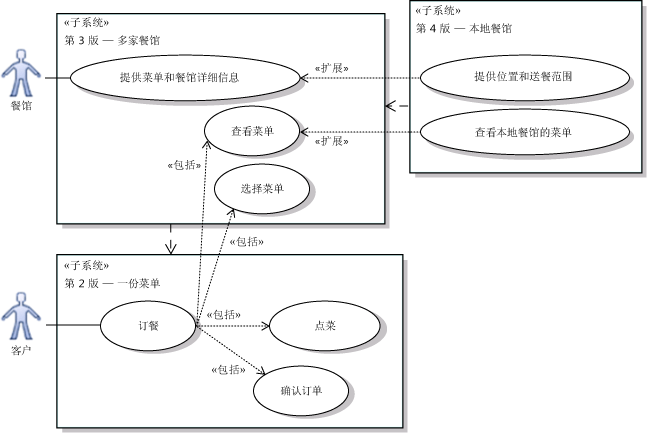 «子系统»
第 3 版 — 多家餐馆
«子系统»
第 4 版 — 本地餐馆
餐馆
提供菜单和餐馆详细信息
«扩展»
提供位置和送餐范围
查看菜单
«扩展»
查看本地餐馆的菜单
«包括»
选择菜单
«包括»
«子系统»
第 2 版 — 一份菜单
客户
订餐
«包括»
点菜
«包括»
确认订单